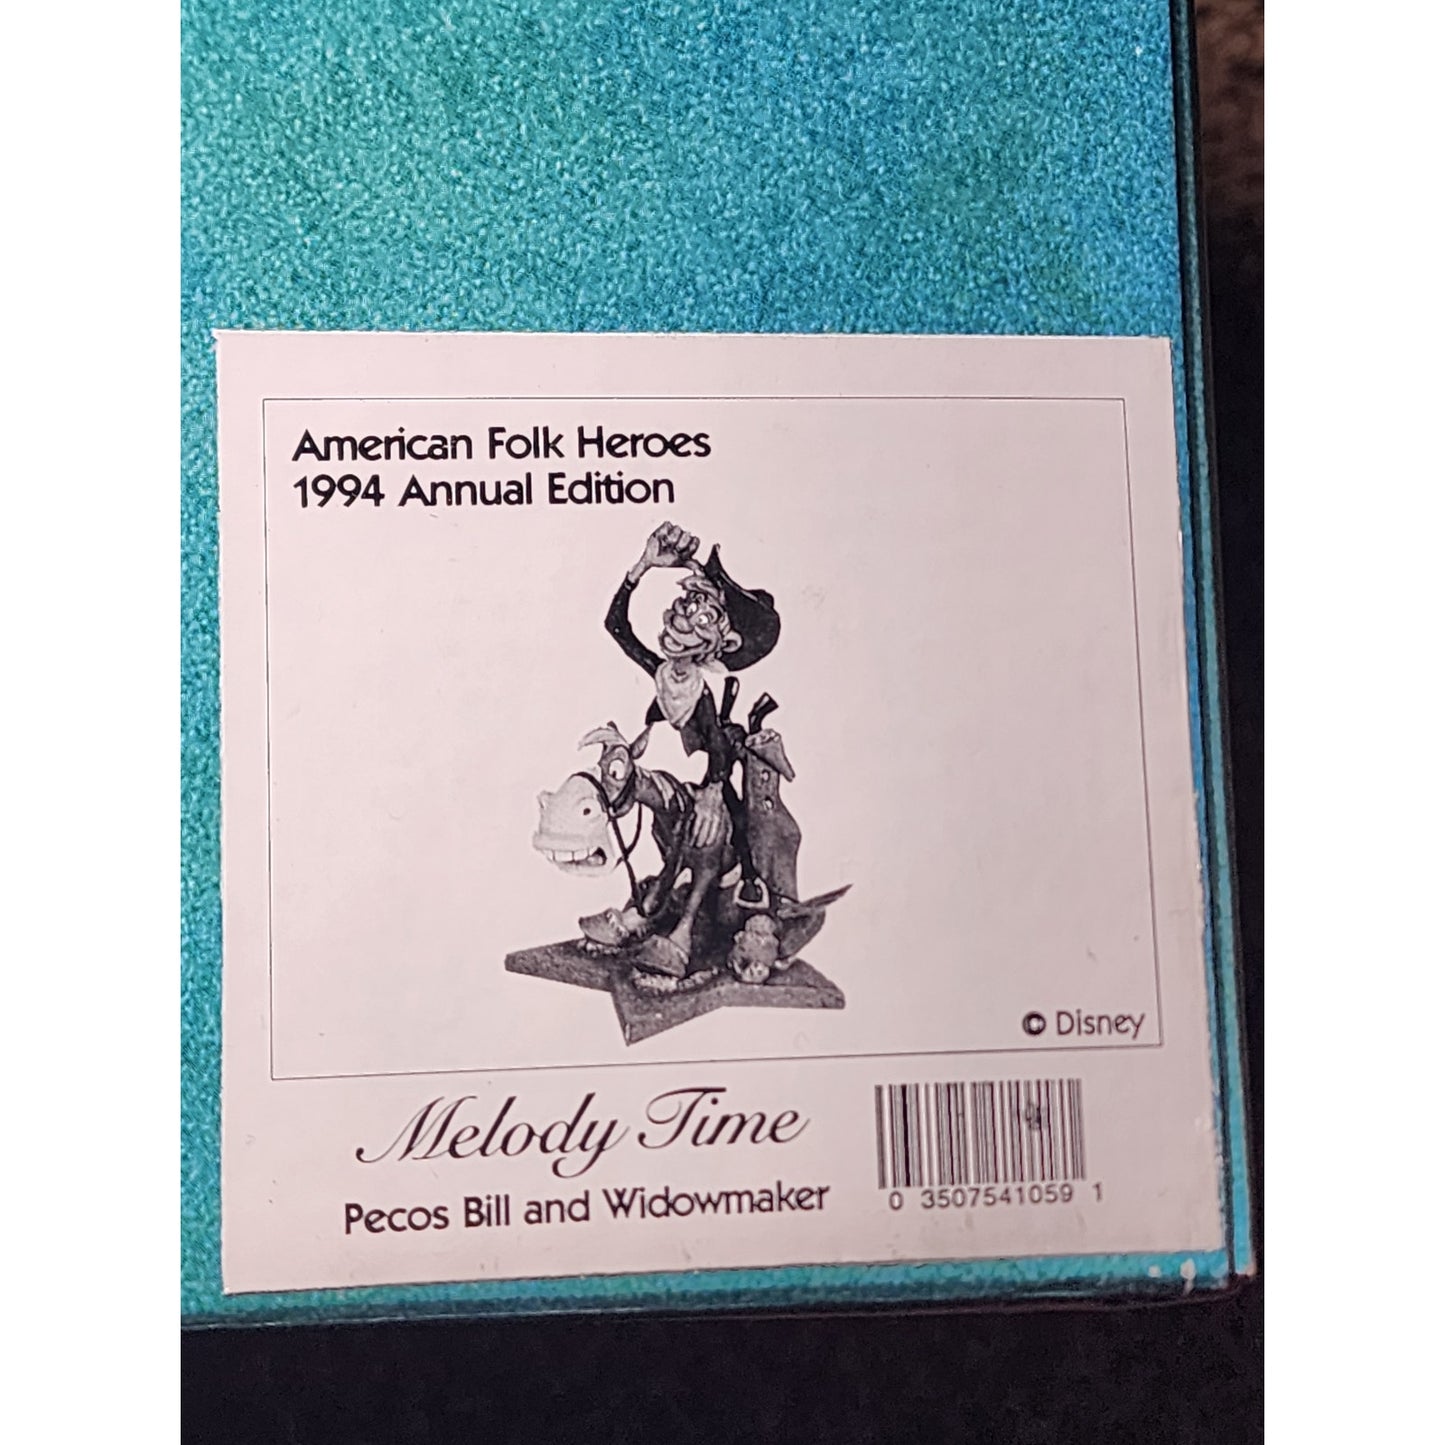 American Folk Heroes
1994 Annual Edition
© Disney
Melody Time
Pecos Bill and Widowmaker
0 3507541059 1